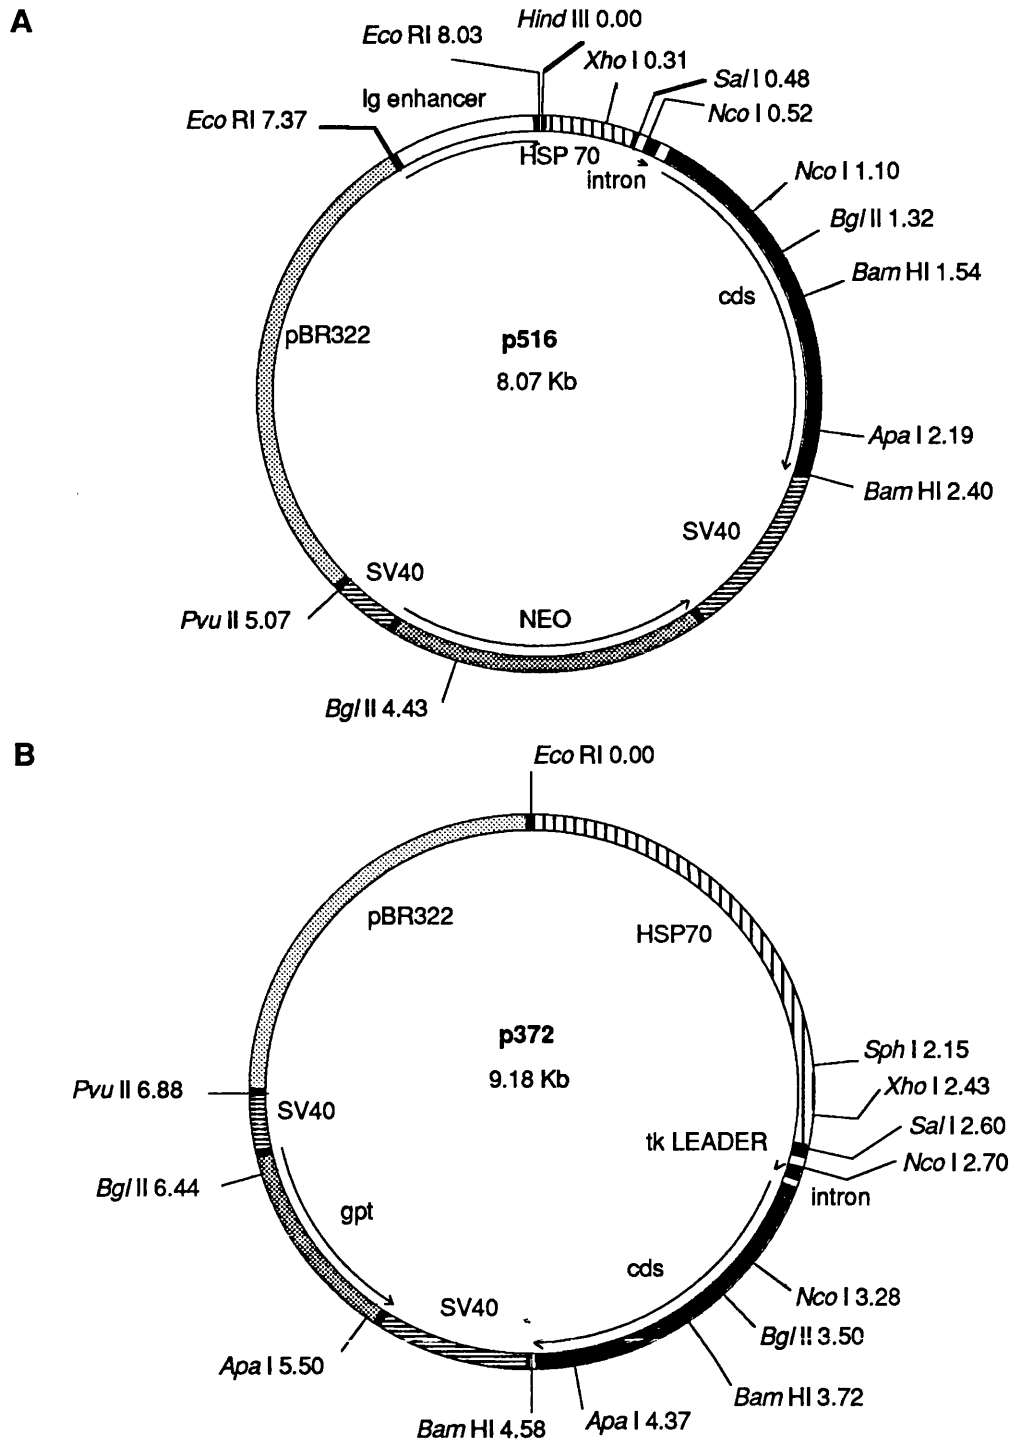 A
Hind III 0.00
Eco RI 8.03
Xho I 0.31
Sal I 0.48
Ig enhancer
Nco I 0.52
Eco RI 7.37
HSP 70
intron
Nco I 1.10
Bgl II 1.32
Bam HI 1.54
cds
pBR322
p516
8.07 Kb
Apa I 2.19
Bam HI 2.40
SV40
SV40
Pvu II 5.07
NEO
Bgl II 4.43
B
Eco RI 0.00
pBR322
HSP70
p372
9.18 Kb
Sph I 2.15
Xho I 2.43
Pvu II 6.88
SV40
Sal I 2.60
tk LEADER
Nco I 2.70
Bgl II 6.44
intron
gpt
cds
Nco I 3.28
SV40
Bgl II 3.50
Apa I 5.50
Bam HI 3.72
Bam HI 4.58
Apa I 4.37